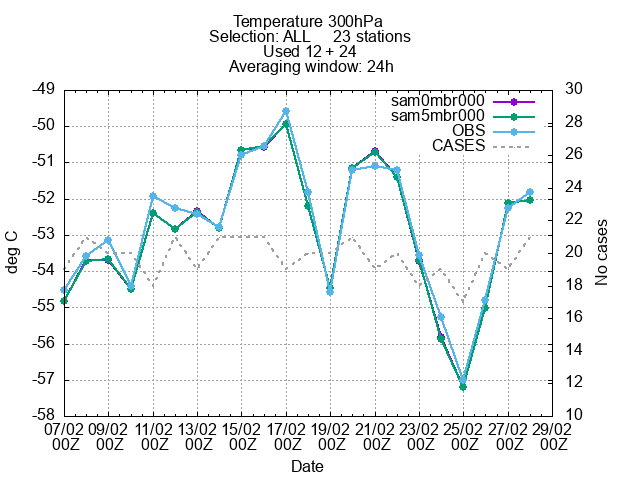 Temperature 300hPa
Selection: ALL 23 stations
Used 12 + 24
Averaging window: 24h
-49
-50
-51
-52
-53
-54
-55
-56
-57
-58
30
28
26
24
22
20
18
16
14
12
10
sam0mbr000
sam5mbr000
OBS
CASES
deg C
No cases
07/02 09/02 11/02 13/02 15/02 17/02 19/02 21/02 23/02 25/02 27/02 29/02
00Z 00Z 00Z 00Z 00Z 00Z 00Z 00Z 00Z 00Z 00Z 00Z
Date